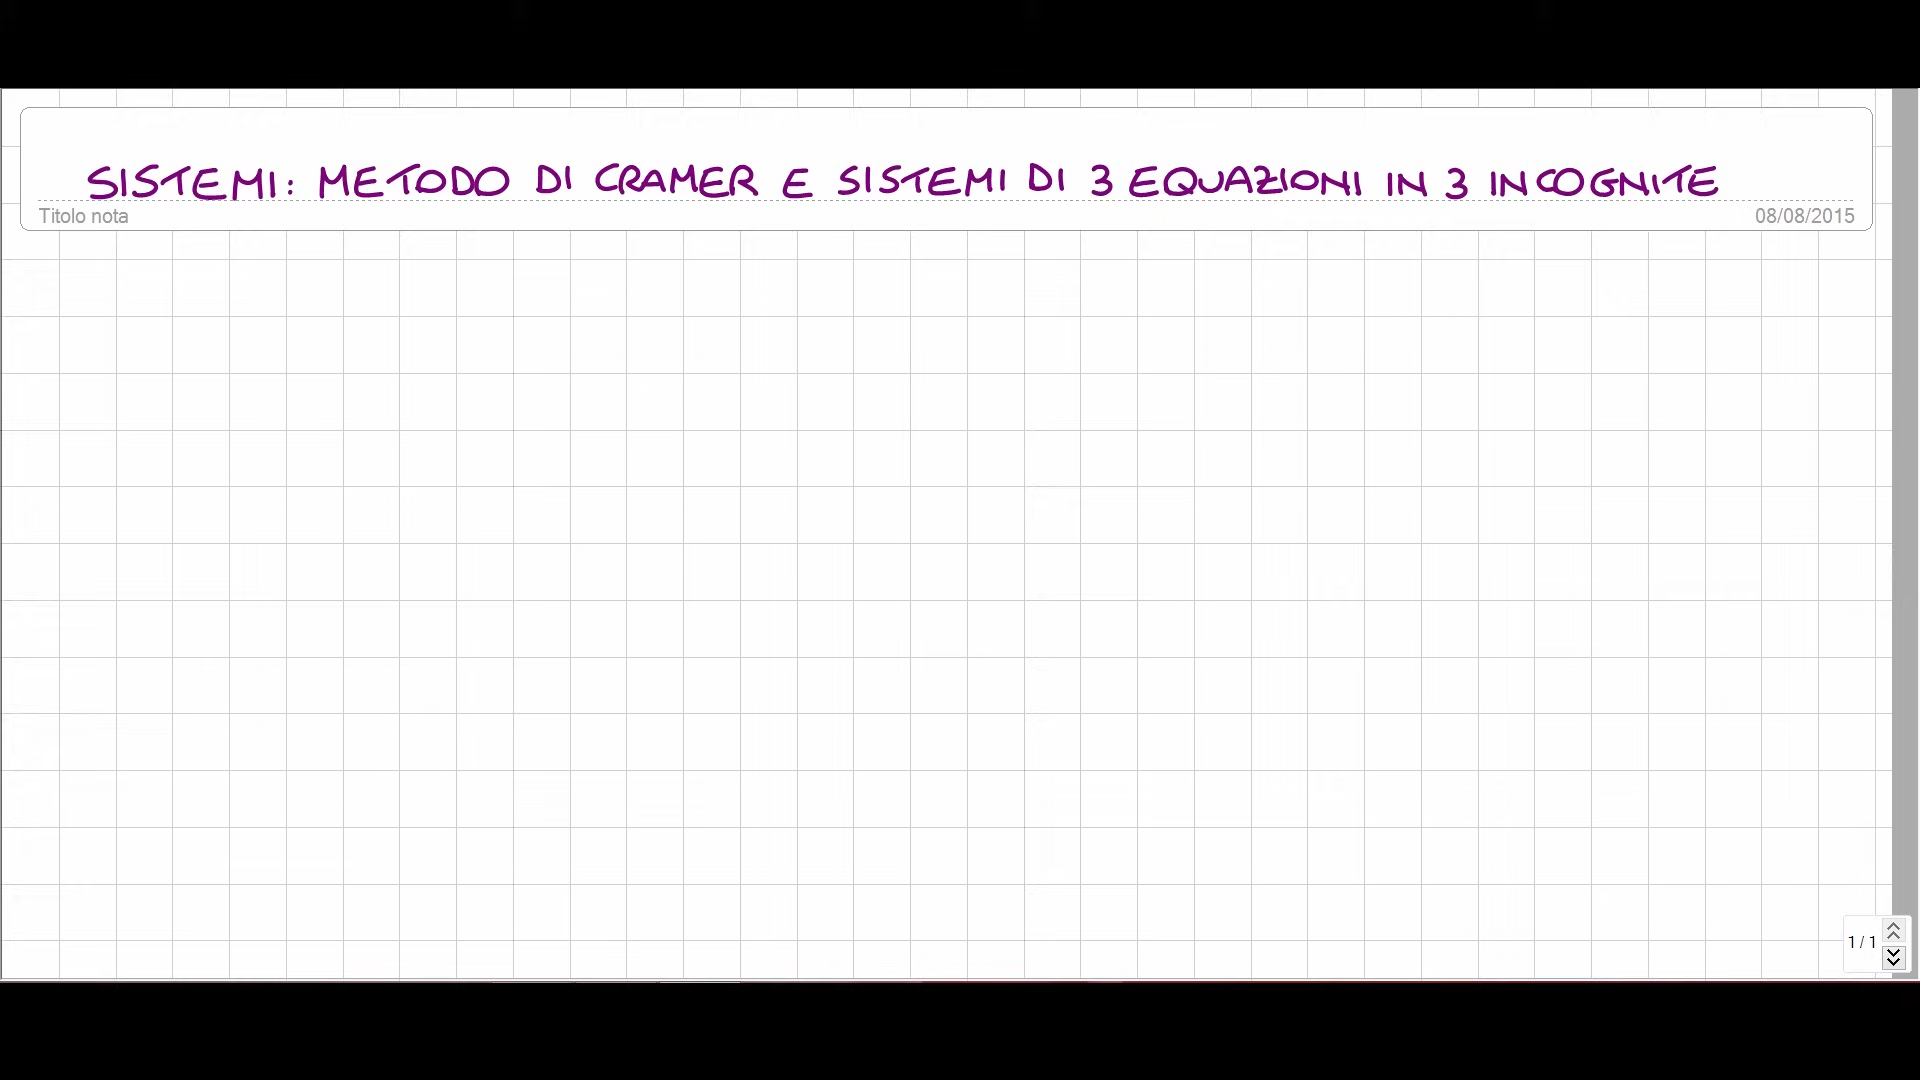 SISTEMI: METODO DI CRAMER E SISTEMI DI 3 EQUAZIONI IN 3 INCOGNITE
Titolo nota 08/08/2015
1 / 1